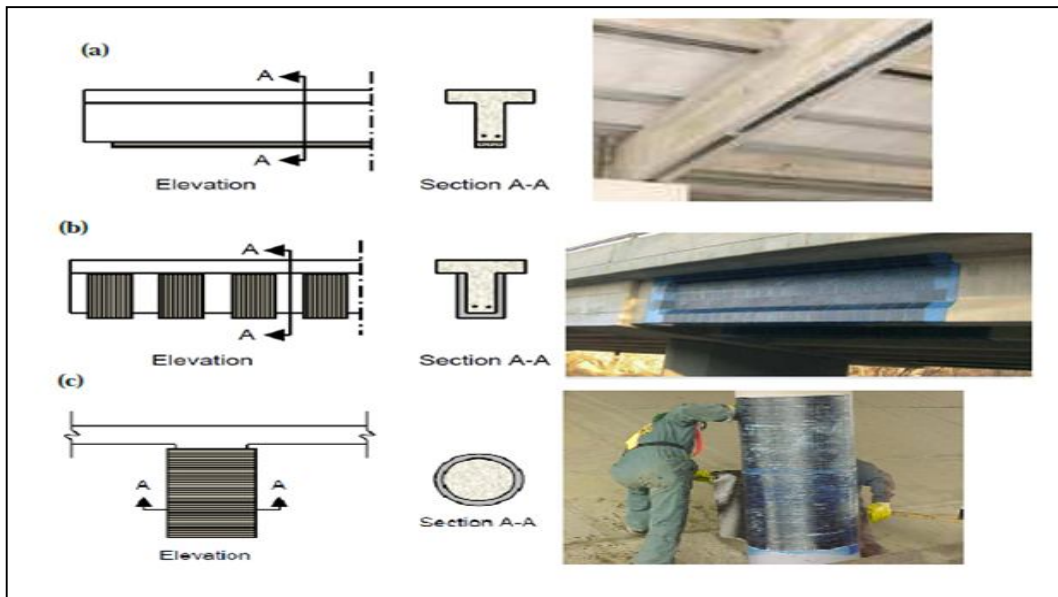 (a)
A
A
Elevation
Section A-A
(b)
A
A
Elevation
Section A-A
(c)
A A
Elevation
Section A-A